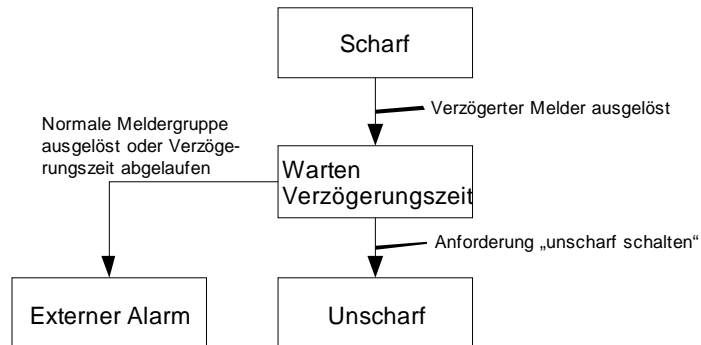 Scharf
Verzögerter Melder ausgelöst
Normale Meldergruppe
ausgelöst oder Verzöge-
rungszeit abgelaufen
Warten
Verzögerungszeit
Anforderung „unscharf schalten“
Externer Alarm
Unscharf